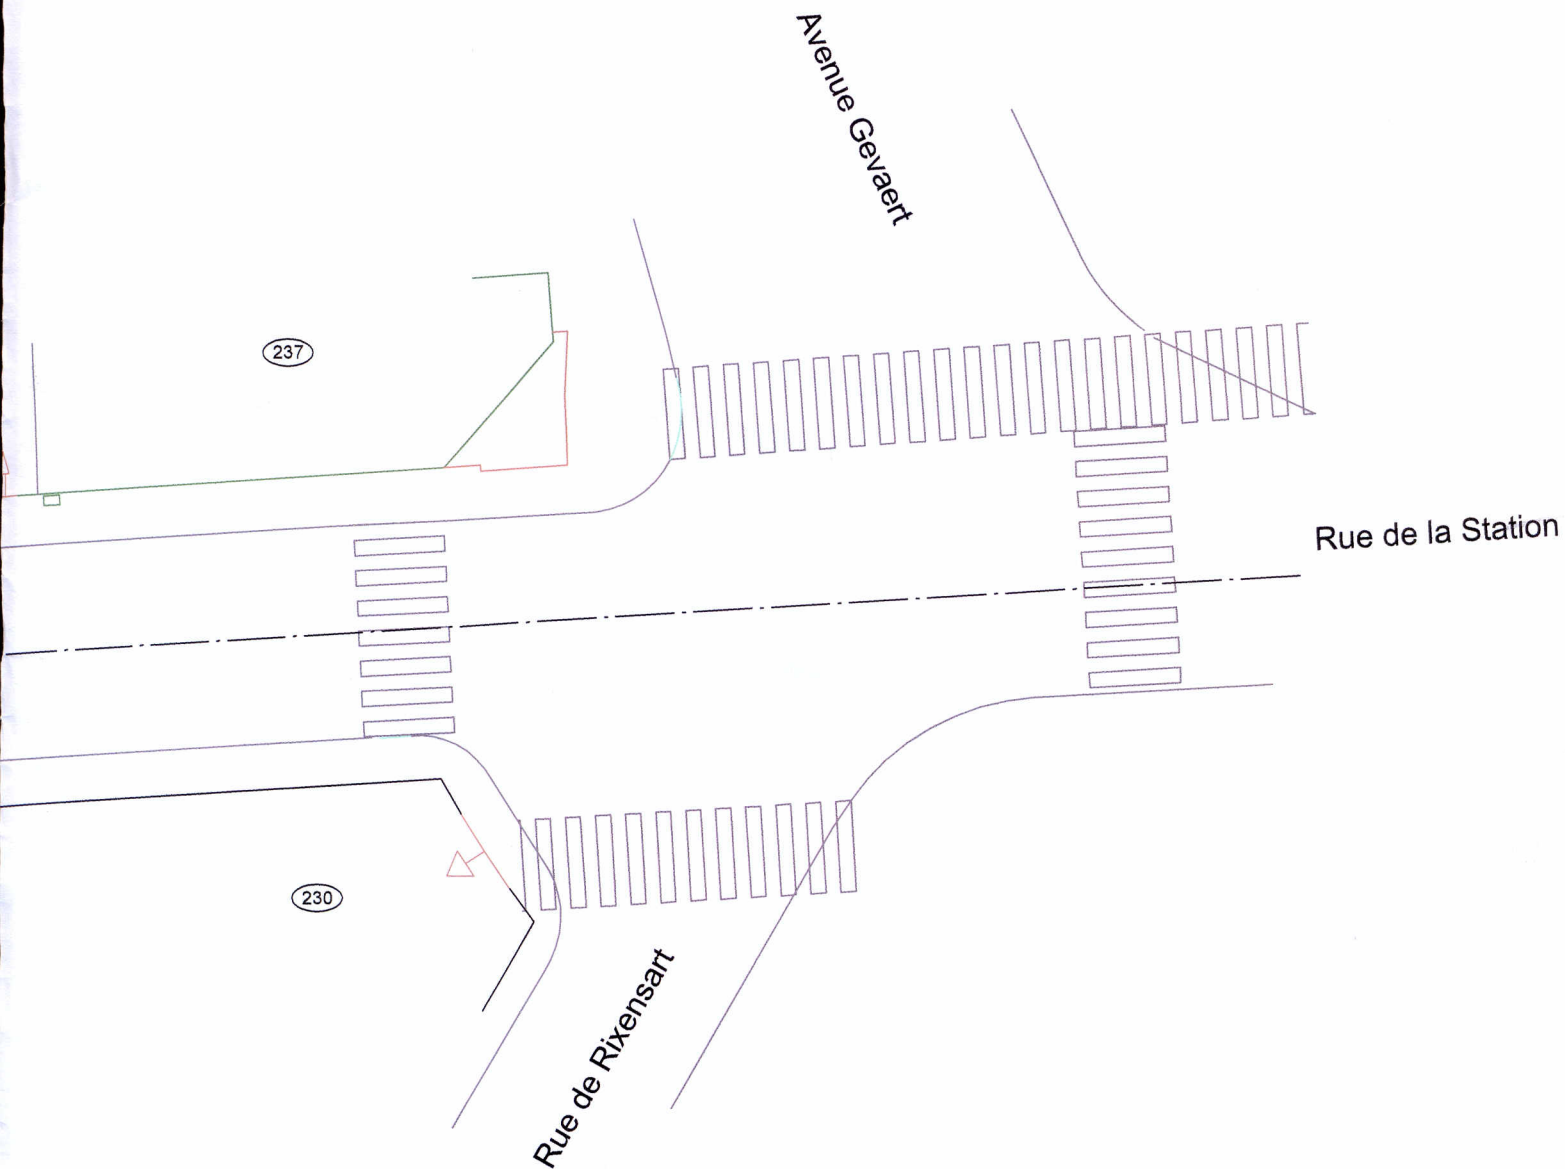 Avenue Gevaert
237
Rue de la Station
230
Rue de Rixensart